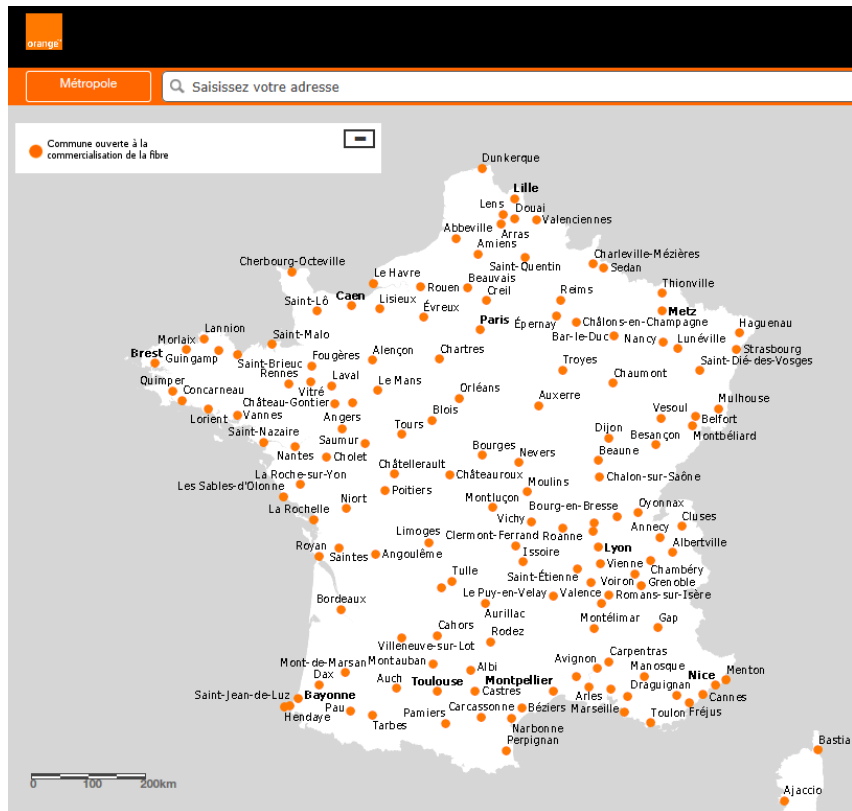 orange™
Métropole
Saisissez votre adresse
Commune ouverte à la
commercialisation de la fibre
Dunkerque
Lille
Lens
Douai
Valenciennes
Abbeville
Arras
Amiens
Saint-Quentin
Charleville-Mézières
Sedan
Cherbourg-Octeville
Le Havre
Rouen
Beauvais
Creil
Reims
Thionville
Saint-Lô
Caen
Lisieux
Évreux
Paris
Épernay
Châlons-en-Champagne
Metz
Bar-le-Duc
Nancy
Lunéville
Haguenau
Strasbourg
Saint-Dié-des-Vosges
Lannion
Morlaix
Saint-Malo
Brest
Guingamp
Saint-Brieuc
Fougères
Alençon
Chartres
Troyes
Chaumont
Quimper
Concarneau
Rennes
Vitré
Laval
Le Mans
Orléans
Château-Gontier
Lorient
Vannes
Angers
Tours
Blois
Auxerre
Vesoul
Mulhouse
Belfort
Montbéliard
Dijon
Besançon
Saint-Nazaire
Saumur
Nantes
Cholet
Bourges
Nevers
Beaune
Châtellerault
Châteauroux
Chalon-sur-Saône
La Roche-sur-Yon
Les Sables-d'Olonne
Poitiers
Moulins
Niort
Montluçon
Bourg-en-Bresse
Oyonnax
La Rochelle
Vichy
Roanne
Annecy
Cluses
Limoges
Clermont-Ferrand
Lyon
Albertville
Royan
Saintes
Angoulême
Issoire
Vienne
Chambéry
Saint-Étienne
Voiron
Grenoble
Tulle
Le Puy-en-Velay
Valence
Romans-sur-Isère
Bordeaux
Aurillac
Montélimar
Gap
Cahors
Rodez
Villeneuve-sur-Lot
Carpentras
Mont-de-Marsan
Montauban
Albi
Avignon
Manosque
Nice
Menton
Dax
Auch
Toulouse
Montpellier
Draguignan
Saint-Jean-de-Luz
Bayonne
Castres
Arles
Cannes
Hendaye
Pau
Carcassonne
Béziers
Marseille
Fréjus
Tarbes
Pamiers
Narbonne
Toulon
Perpignan
Bastia
Ajaccio
0 100 200km